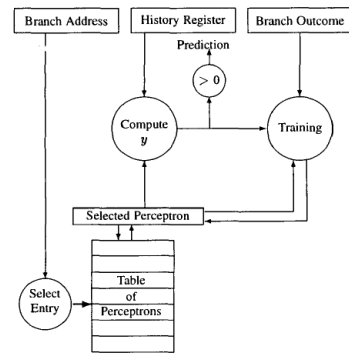 Branch Address
History Register
Branch Outcome
Prediction
> 0
Compute
y
Training
Selected Perceptron
Table
of
Perceptrons
Select
Entry